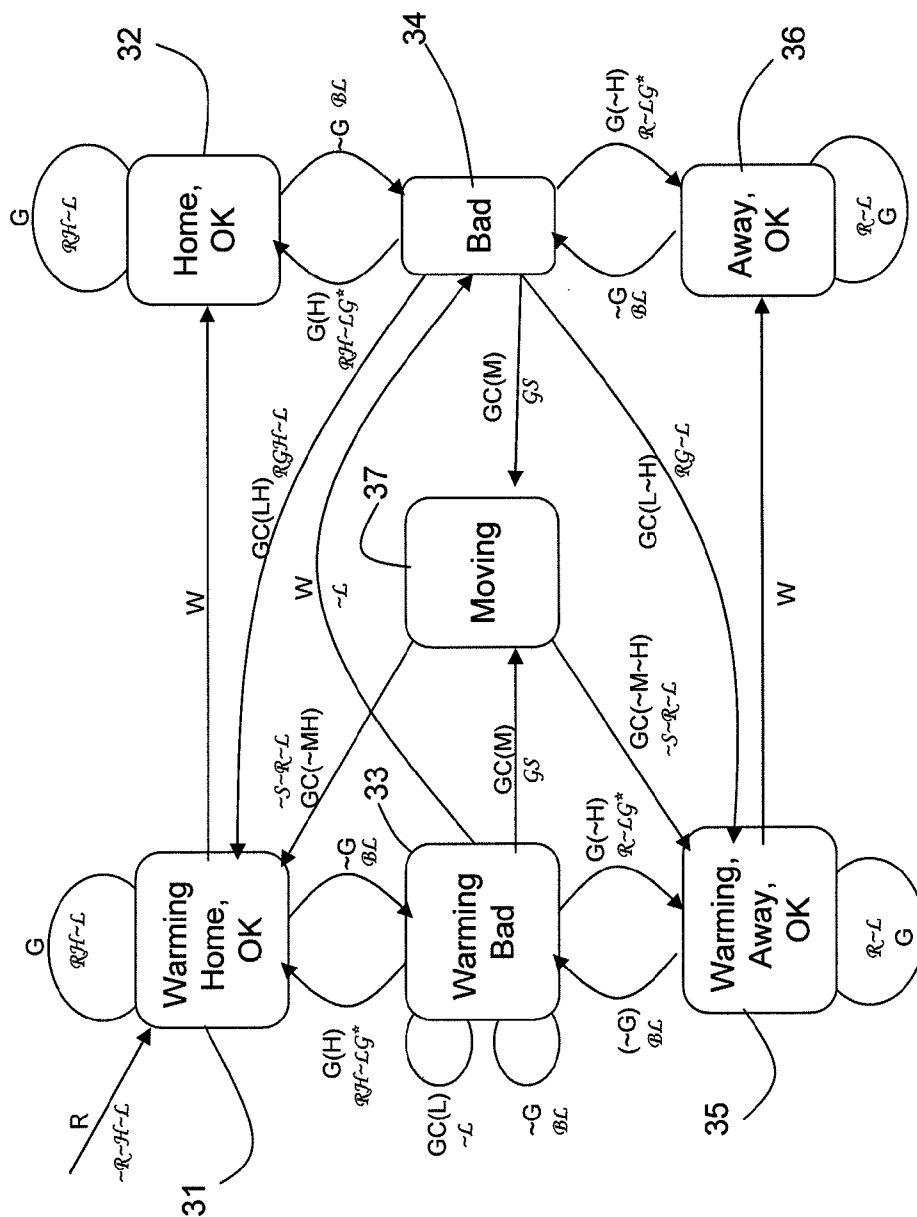 R
~R~H~L
G
RH~L
Warming
Home,
OK
31
W
G
RH~L
Home,
OK
32
G(H)
RH~LG*
~G
BL
33
~S~R~L
GC(~MH)
GC(LH)
RGH~L
W
~L
37
G(H)
RH~LG*
~G BL
GC(L)
~L
~G
BL
Warming
Bad
GC(M)
GS
Moving
GC(M)
GS
Bad
34
(~G)
BL
G(~H)
R~LG*
GC(~M~H)
~S~R~L
GC(L~H)
RG~L
~G
BL
G(~H)
R~LG*
35
Warming,
Away,
OK
R~L
G
W
Away,
OK
36
R~L
G